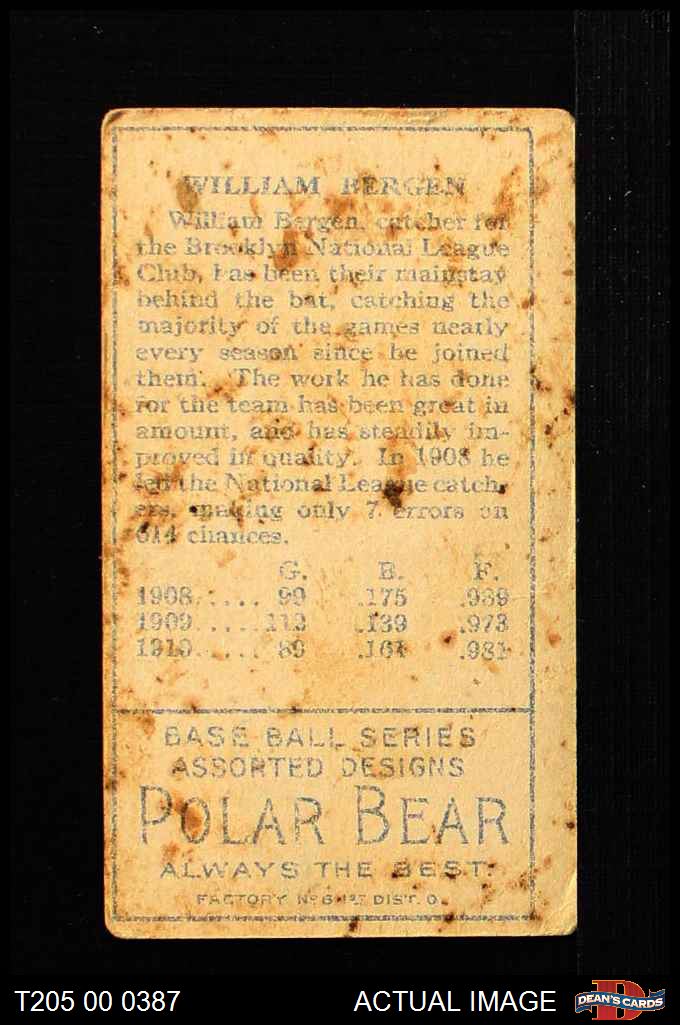 WILLIAM BERGEN
William Bergen, catcher for
the Brooklyn National League
Club, has been their mainstay
behind the bat, catching the
majority of the games nearly
every season since he joined
them. The work he has done
for the team has been great in
amount, and has steadily im-
proved in quality. In 1908 he
led the National League catch-
ers, making only 7 errors on
614 chances.
G. B. F.
1908..... 99 .175 .989
1909..... 112 .139 .973
1910..... 89 .161 .981
BASE BALL SERIES
ASSORTED DESIGNS
POLAR BEAR
ALWAYS THE BEST.
FACTORY No 6 1ST DIST. O.
T205 00 0387
ACTUAL IMAGE
DEAN'S CARDS